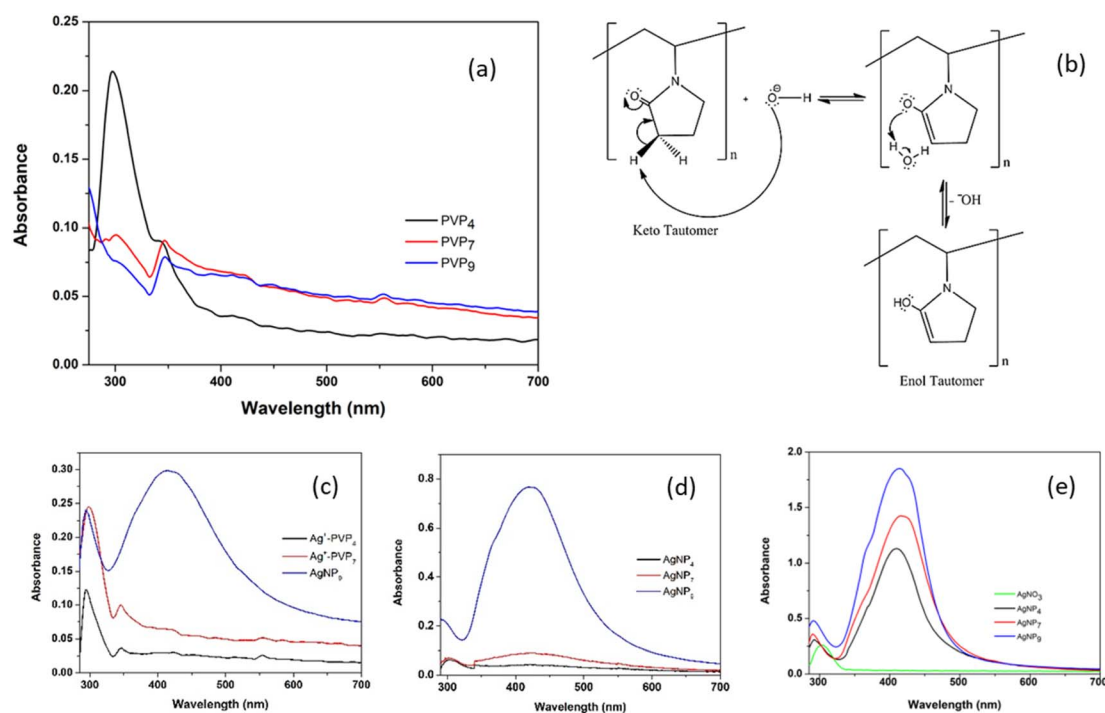 (a)
Absorbance
0.25
0.20
0.15
0.10
0.05
0.00
PVP4
PVP7
PVP9
300
400
500
600
700
Wavelength (nm)
(b)
O
N
H
H
n
+
O
H
Keto Tautomer
O
N
H
H
O
n
- ⁻OH
HO
N
n
Enol Tautomer
(c)
Absorbance
0.30
0.25
0.20
0.15
0.10
0.05
0.00
Ag⁺-PVP4
Ag⁺-PVP7
AgNP9
300
400
500
600
700
Wavelength (nm)
(d)
Absorbance
0.8
0.6
0.4
0.2
0.0
AgNP4
AgNP7
300
400
500
600
700
Wavelength (nm)
(e)
Absorbance
2.0
1.5
1.0
0.5
0.0
AgNO3
AgNP4
AgNP7
AgNP9
300
400
500
600
700
Wavelength (nm)